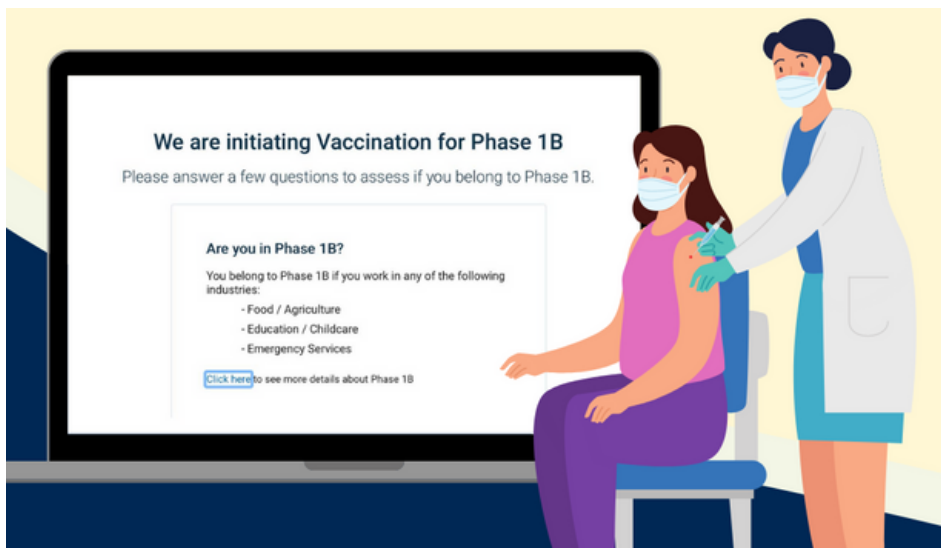 We are initiating Vaccination for Phase 1B
Please answer a few questions to assess if you belong to Phase 1B.
Are you in Phase 1B?
You belong to Phase 1B if you work in any of the following
industries:
- Food / Agriculture
- Education / Childcare
- Emergency Services
Click here to see more details about Phase 1B